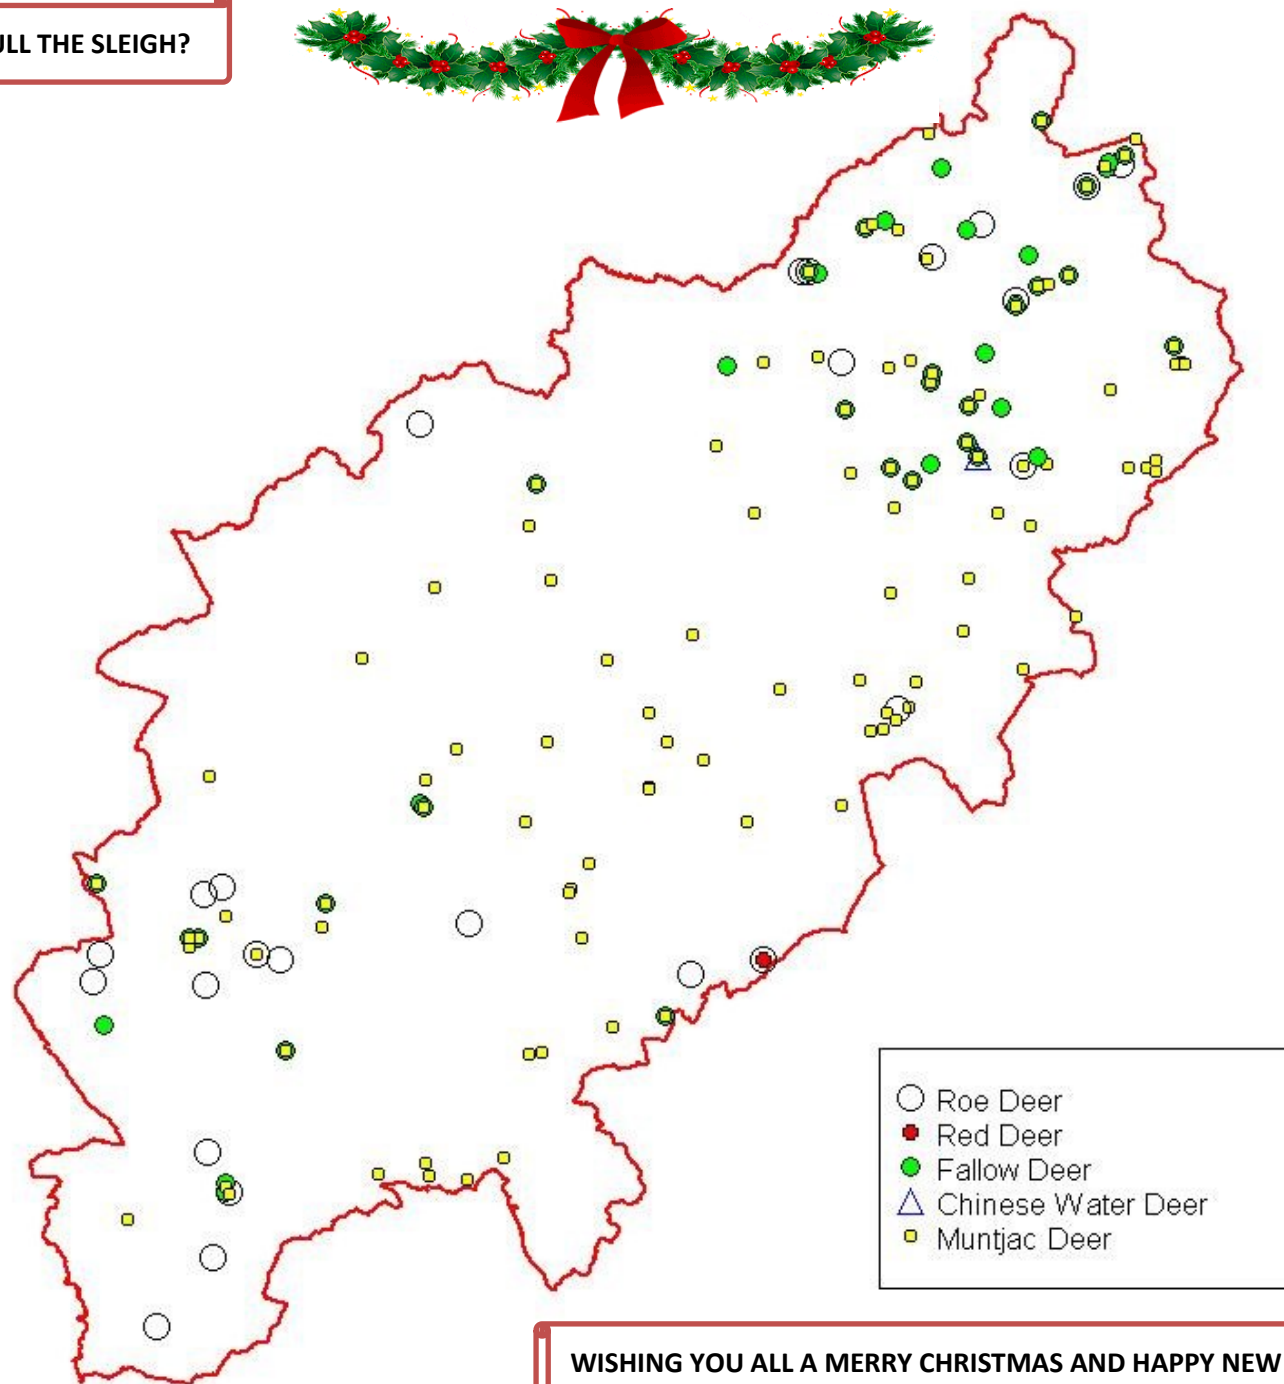 ULL THE SLEIGH?
Roe Deer
Red Deer
Fallow Deer
Chinese Water Deer
Muntjac Deer
WISHING YOU ALL A MERRY CHRISTMAS AND HAPPY NEW